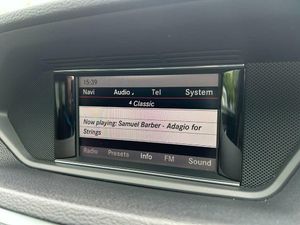 15:39
Navi Audio Tel System
4 Classic
Now playing: Samuel Barber - Adagio for
Strings
Radio Presets Info FM Sound